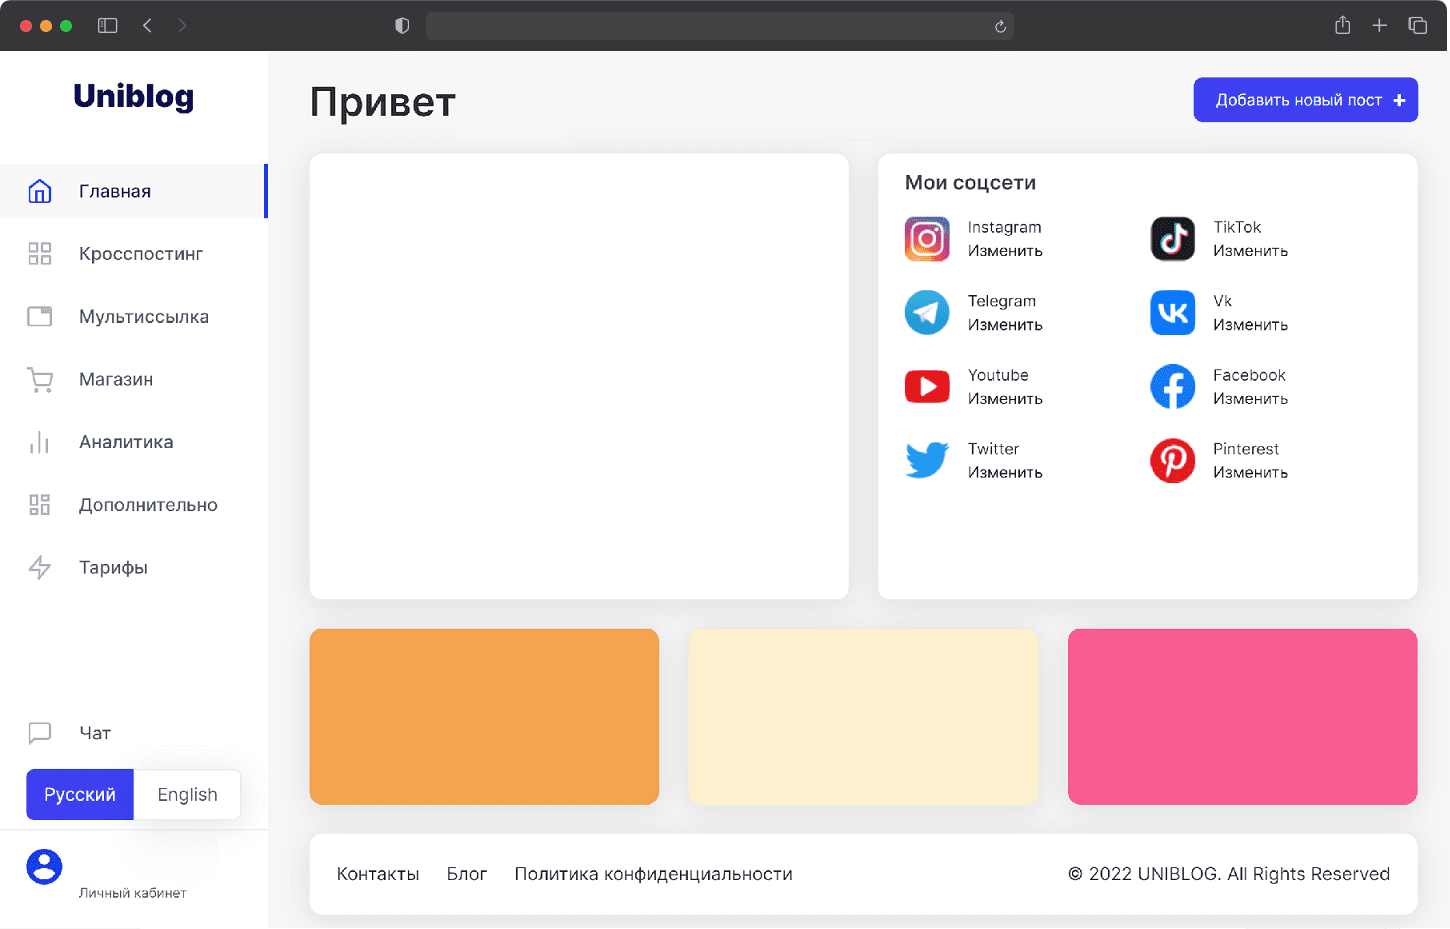 Uniblog
Главная
Кросспостинг
Мультиссылка
Магазин
Аналитика
Дополнительно
Тарифы
Чат
Русский
English
Личный кабинет
Привет
Добавить новый пост +
Мои соцсети
Instagram
Изменить
TikTok
Изменить
Telegram
Изменить
Vk
Изменить
Youtube
Изменить
Facebook
Изменить
Twitter
Изменить
Pinterest
Изменить
Контакты Блог Политика конфиденциальности © 2022 UNIBLOG. All Rights Reserved